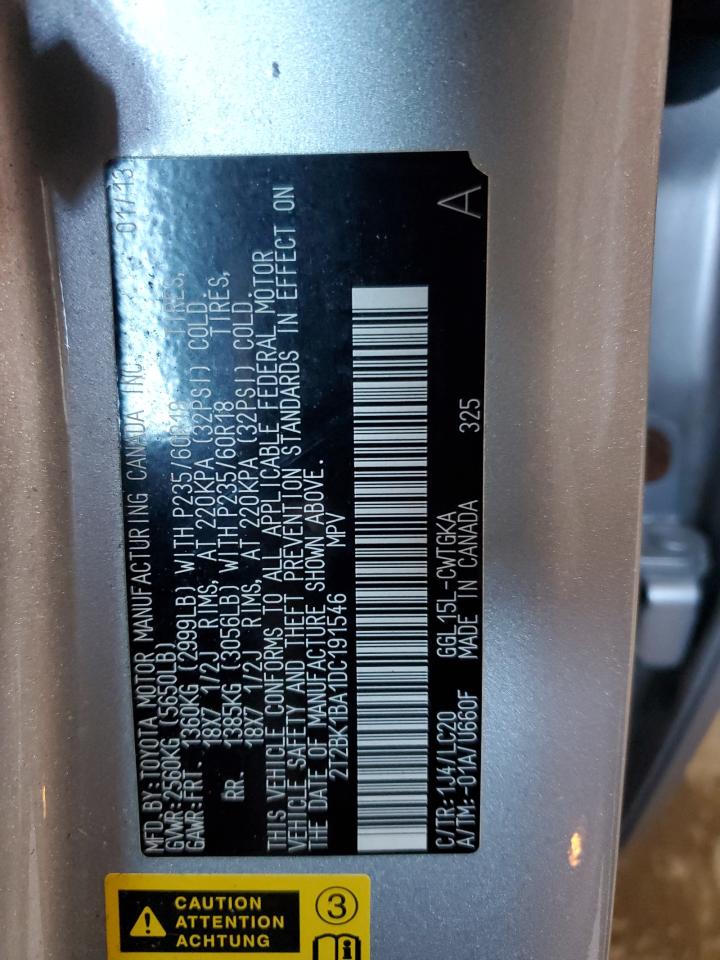 MFD. BY: TOYOTA MOTOR MANUFACTURING CANADA INC. 01/13
GVWR: 2560KG (5650LB)
GAWR: FRT. 1360KG (2999LB) WITH P235/60R18 TIRES,
18X7 1/2J RIMS, AT 220KPA (32PSI) COLD.
RR. 1385KG (3056LB) WITH P235/60R18 TIRES,
18X7 1/2J RIMS, AT 220KPA (32PSI) COLD.
THIS VEHICLE CONFORMS TO ALL APPLICABLE FEDERAL MOTOR
VEHICLE SAFETY AND THEFT PREVENTION STANDARDS IN EFFECT ON
THE DATE OF MANUFACTURE SHOWN ABOVE.
2T2BK1BA1DC191546 MPV
C/TR: 1J4/LC20 GGL15L-CWTGKA
A/TM: -01A/U660F MADE IN CANADA 325 A
CAUTION
ATTENTION
ACHTUNG
3